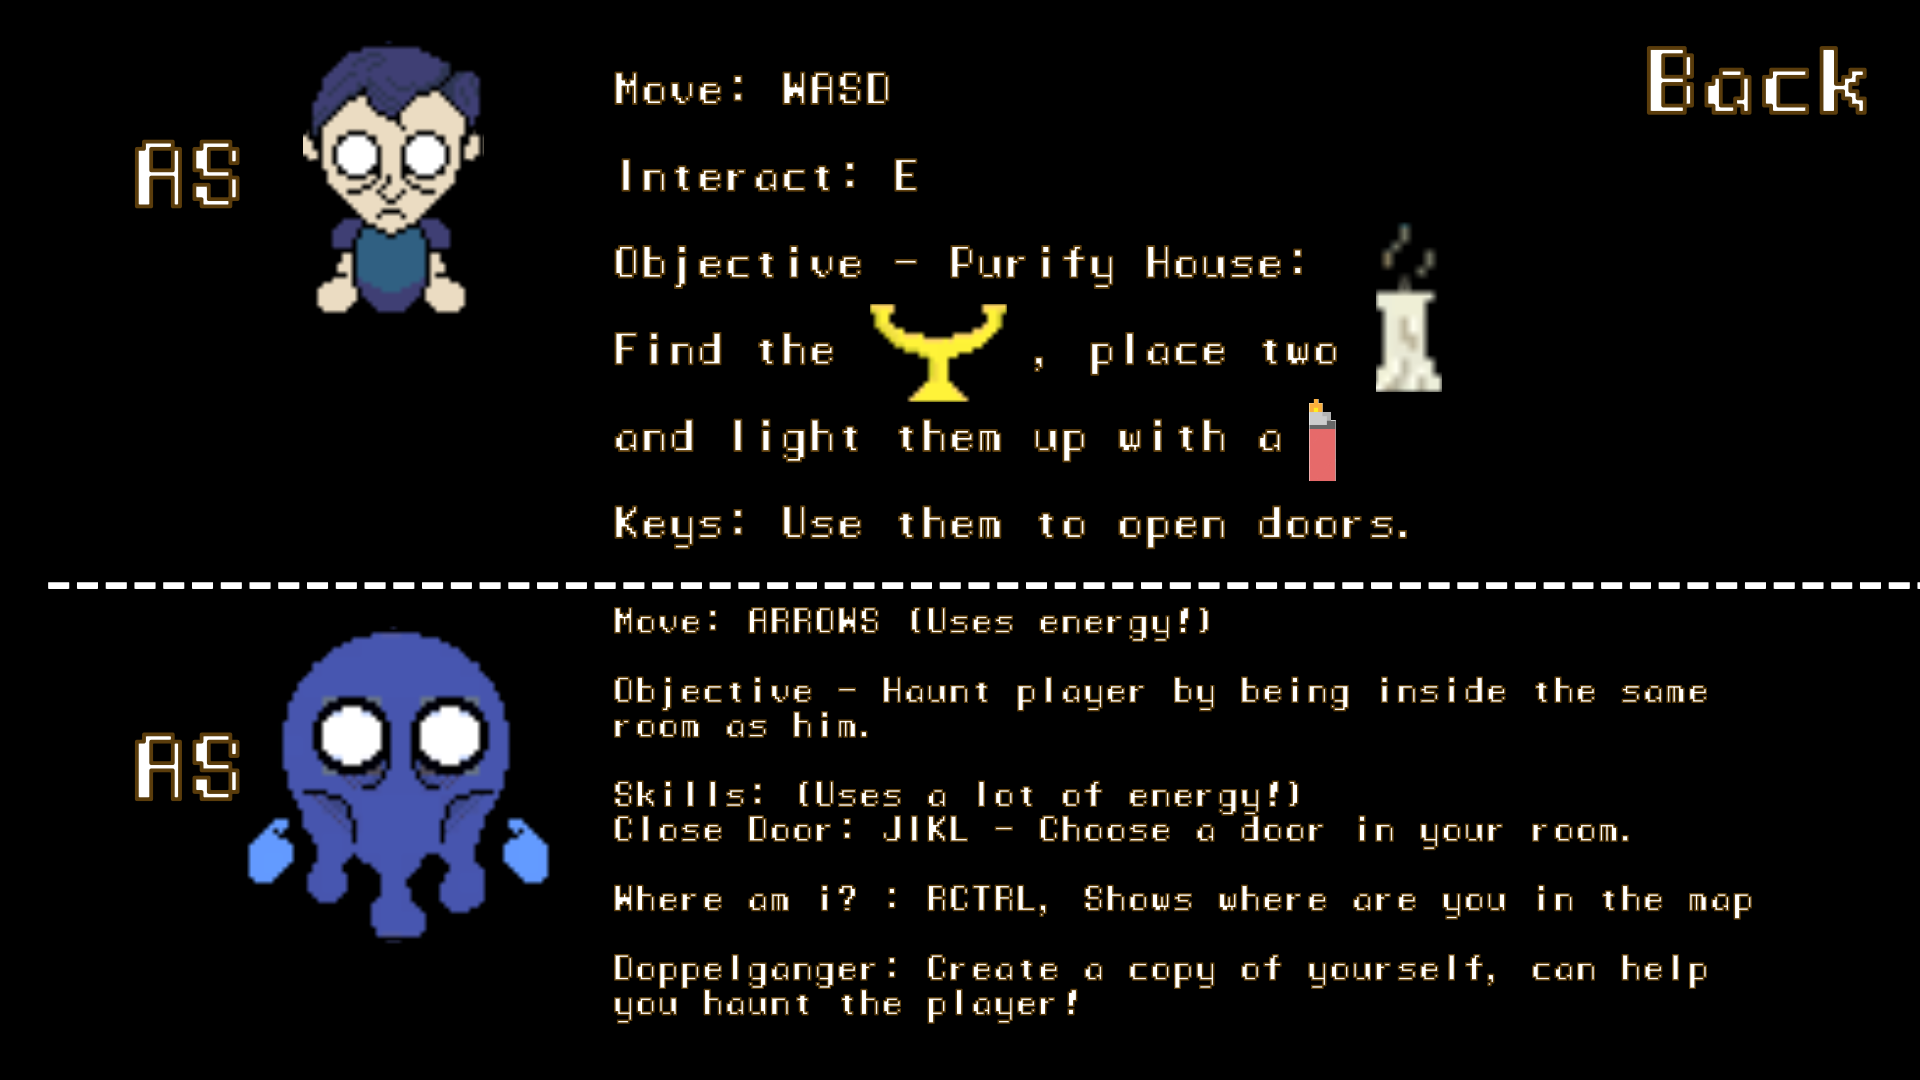 Back
AS
Move: WASD
Interact: E
Objective - Purify House:
Find the , place two
and light them up with a
Keys: Use them to open doors.
AS
Move: ARROWS (Uses energy!)
Objective - Haunt player by being inside the same
room as him.
Skills: (Uses a lot of energy!)
Close Door: JIKL - Choose a door in your room.
Where am i? : RCTRL, Shows where are you in the map
Doppelganger: Create a copy of yourself, can help
you haunt the player!